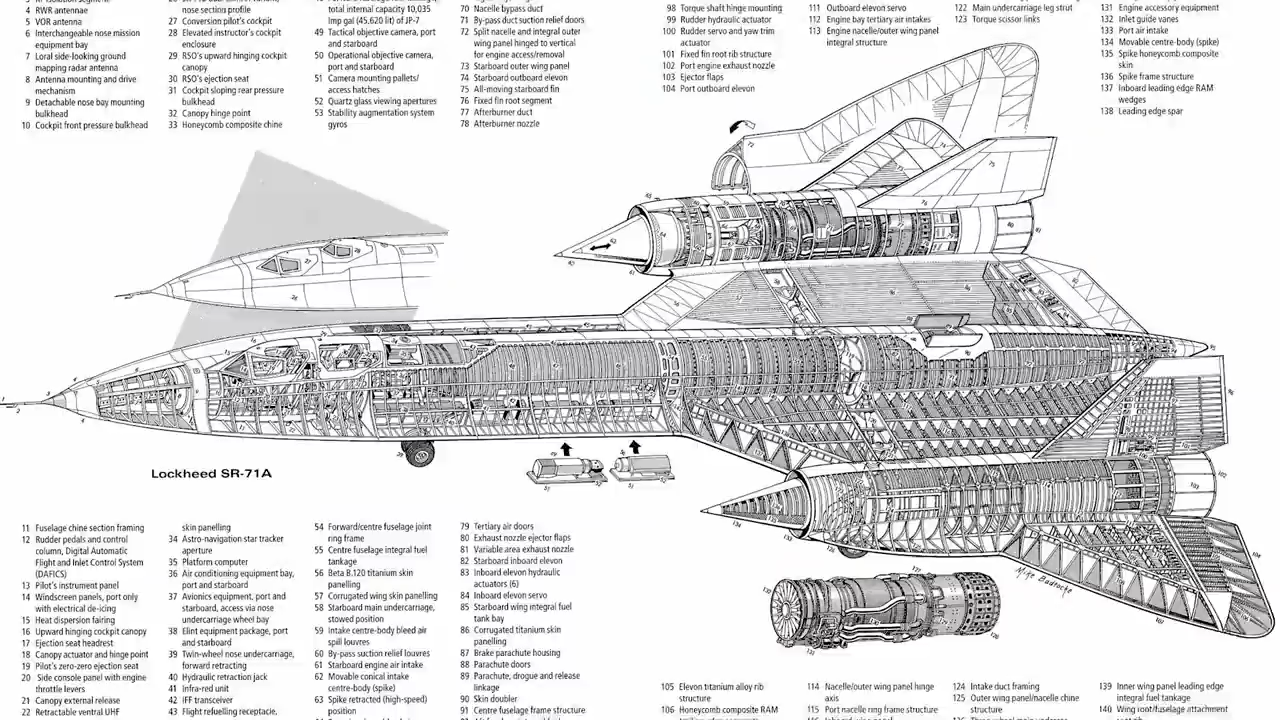 4 RWR antennae
5 VOR antenna
6 Interchangeable nose mission
equipment bay
7 Loral side-looking ground
mapping radar antenna
8 Antenna mounting and drive
mechanism
9 Detachable nose bay mounting
bulkhead
10 Cockpit front pressure bulkhead
nose section profile
27 Conversion pilot's cockpit
28 Elevated instructor's cockpit
enclosure
29 RSO's upward hinging cockpit
canopy
30 RSO's ejection seat
31 Cockpit sloping rear pressure
bulkhead
32 Canopy hinge point
33 Honeycomb composite chine
total internal capacity 10,035
Imp gal (45.620 lit) of JP-7
49 Tactical objective camera, port
and starboard
50 Operational objective camera,
port and starboard
51 Camera mounting pallets/
access hatches
52 Quartz glass viewing apertures
53 Stability augmentation system
gyros
70 Nacelle bypass duct
71 By-pass duct suction relief doors
72 Split nacelle and integral outer
wing panel hinged to vertical
for engine access/removal
73 Starboard outer wing panel
74 Starboard outboard elevon
75 All-moving starboard fin
76 Fixed fin root segment
77 Afterburner duct
78 Afterburner nozzle
98 Torque shaft hinge mounting
99 Rudder hydraulic actuator
100 Rudder servo and yaw trim
actuator
101 Fixed fin root rib structure
102 Port engine exhaust nozzle
103 Ejector flaps
104 Port outboard elevon
111 Outboard elevon servo
112 Engine bay tertiary air intakes
113 Engine nacelle/outer wing panel
integral structure
122 Main undercarriage leg strut
123 Torque scissor links
131 Engine accessory equipment
132 Inlet guide vanes
133 Port air intake
134 Movable centre-body (spike)
135 Spike honeycomb composite
skin
136 Spike frame structure
137 Inboard leading edge RAM
wedges
138 Leading edge spar
Lockheed SR-71A
Mike Badrocke
11 Fuselage chine section framing
12 Rudder pedals and control
column, Digital Automatic
Flight and Inlet Control System
(DAFICS)
13 Pilot's instrument panel
14 Windscreen panels, port only
with electrical de-icing
15 Heat dispersion fairing
16 Upward hinging cockpit canopy
17 Ejection seat headrest
18 Canopy actuator and hinge point
19 Pilot's zero-zero ejection seat
20 Side console panel with engine
throttle levers
21 Canopy external release
22 Retractable ventral UHF
skin panelling
34 Astro-navigation star tracker
aperture
35 Platform computer
36 Air conditioning equipment bay,
port and starboard
37 Avionics equipment, port and
starboard, access via nose
undercarriage wheel bay
38 Elint equipment package, port
and starboard
39 Twin-wheel nose undercarriage,
forward retracting
40 Hydraulic retraction jack
41 Infra-red unit
42 IFF transceiver
43 Flight refuelling receptacle,
54 Forward/centre fuselage joint
ring frame
55 Centre fuselage integral fuel
tankage
56 Beta B.120 titanium skin
panelling
57 Corrugated wing skin panelling
58 Starboard main undercarriage,
stowed position
59 Intake centre-body bleed air
spill louvres
60 By-pass suction relief louvres
61 Starboard engine air intake
62 Movable conical intake
centre-body (spike)
63 Spike retracted (high-speed)
position
79 Tertiary air doors
80 Exhaust nozzle ejector flaps
81 Variable area exhaust nozzle
82 Starboard inboard elevon
83 Inboard elevon hydraulic
actuators (6)
84 Inboard elevon servo
85 Starboard wing integral fuel
tank bay
86 Corrugated titanium skin
panelling
87 Brake parachute housing
88 Parachute doors
89 Parachute, drogue and release
linkage
90 Skin doubler
91 Centre fuselage frame structure
105 Elevon titanium alloy rib
structure
106 Honeycomb composite RAM
114 Nacelle/outer wing panel hinge
axis
115 Port nacelle ring frame structure
124 Intake duct framing
125 Outer wing panel/nacelle chine
structure
139 Inner wing panel leading edge
integral fuel tankage
140 Wing root/fuselage attachment